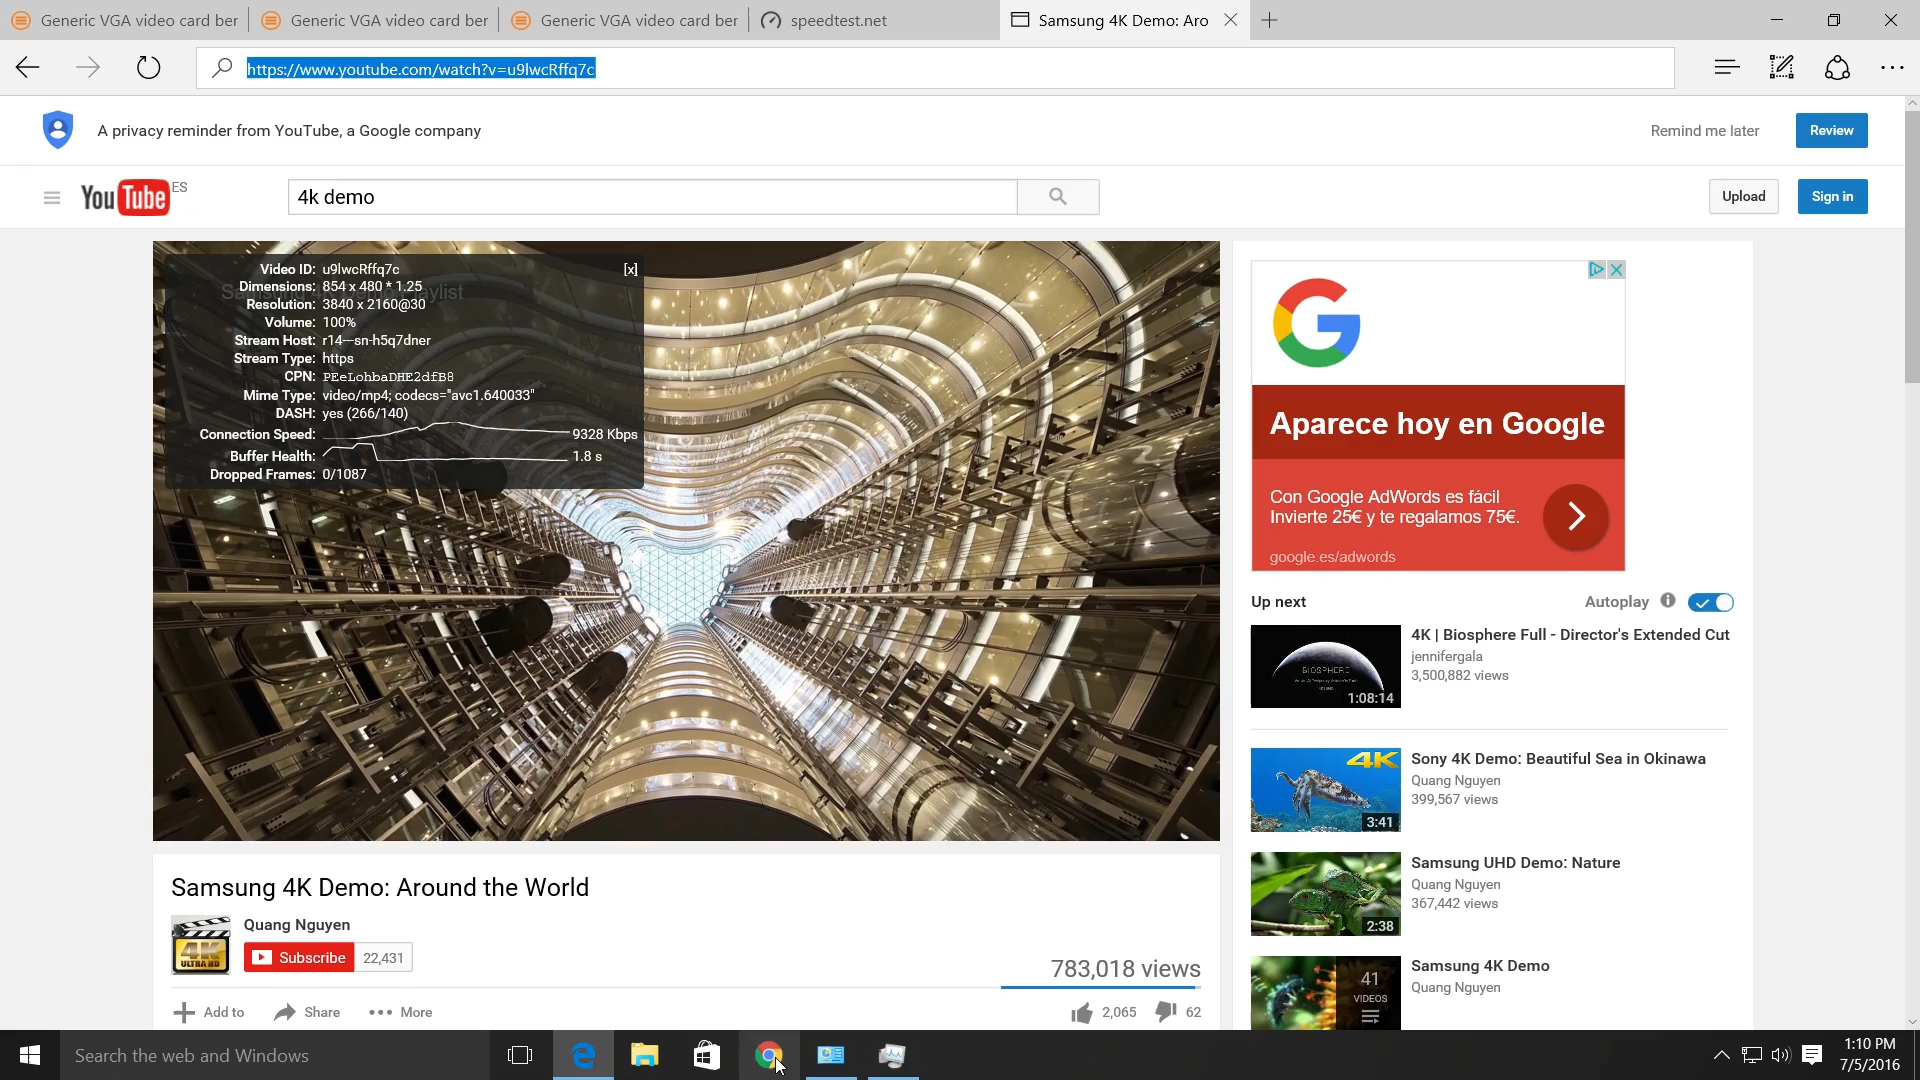 Generic VGA video card ber
Generic VGA video card ber
Generic VGA video card ber
speedtest.net
Samsung 4K Demo: Aro
https://www.youtube.com/watch?v=u9lwcRffq7c
A privacy reminder from YouTube, a Google company
Remind me later
Review
YouTube ES
4k demo
Upload
Sign in
Video ID: u9lwcRffq7c
[x]
Dimensions: 854 x 480 * 1.25
Resolution: 3840 x 2160@30
Volume: 100%
Stream Host: r14---sn-h5q7dner
Stream Type: https
CPN: PEeLohbaDHE2dfB8
Mime Type: video/mp4; codecs="avc1.640033"
DASH: yes (266/140)
Connection Speed: 9328 Kbps
Buffer Health: 1.8 s
Dropped Frames: 0/1087
Aparece hoy en Google
Con Google AdWords es fácil
Invierte 25€ y te regalamos 75€.
google.es/adwords
Up next
Autoplay
4K | Biosphere Full - Director's Extended Cut
jennifergala
3,500,882 views
BIOSPHERE
1:08:14
Sony 4K Demo: Beautiful Sea in Okinawa
Quang Nguyen
399,567 views
4K
3:41
Samsung UHD Demo: Nature
Quang Nguyen
367,442 views
2:38
Samsung 4K Demo
Quang Nguyen
41
VIDEOS
Samsung 4K Demo: Around the World
Quang Nguyen
4K
ULTRA HD
Subscribe 22,431
783,018 views
Add to
Share
More
2,065
62
Search the web and Windows
1:10 PM
7/5/2016